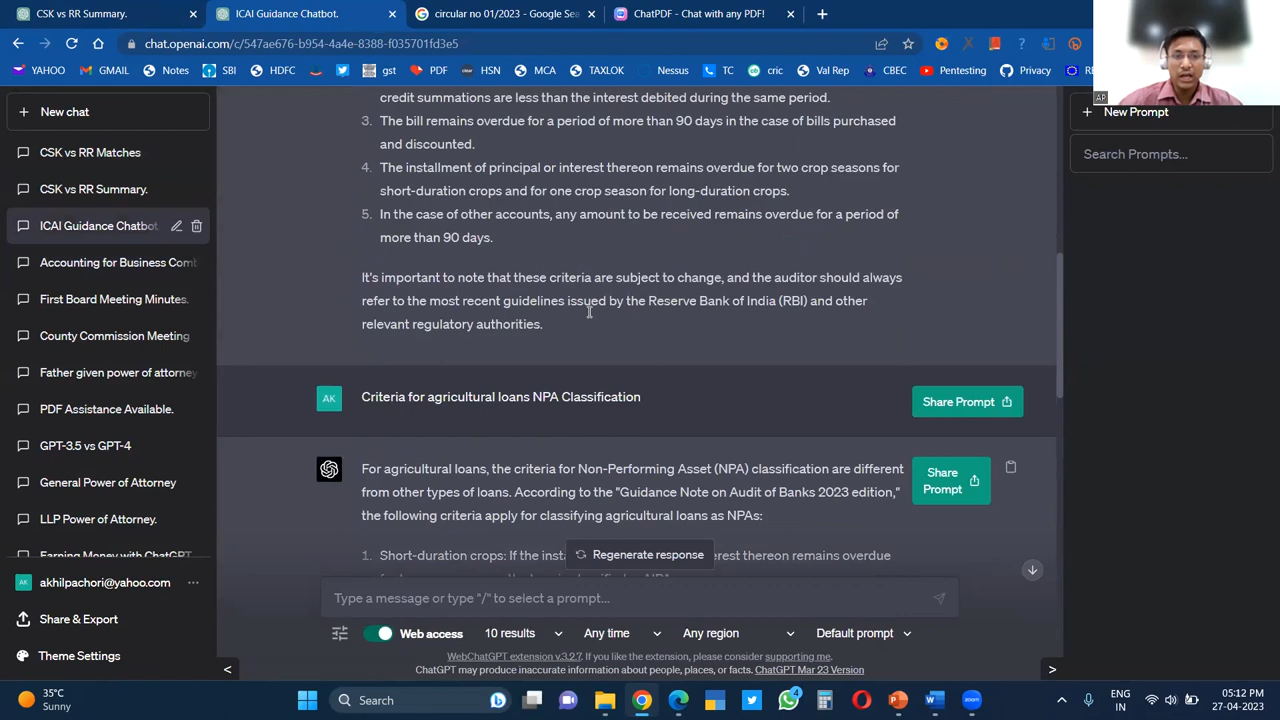 CSK vs RR Summary.
ICAI Guidance Chatbot.
circular no 01/2023 - Google Sea
ChatPDF - Chat with any PDF!
chat.openai.com/c/547ae676-b954-4a4e-8388-f035701fd3e5
YAHOO
GMAIL
Notes
SBI
HDFC
gst
PDF
HSN
MCA
TAXLOK
Nessus
TC
cric
Val Rep
CBEC
Pentesting
Privacy
AP
New chat
CSK vs RR Matches
CSK vs RR Summary.
ICAI Guidance Chatbot
Accounting for Business Com
First Board Meeting Minutes.
County Commission Meeting
Father given power of attorney
PDF Assistance Available.
GPT-3.5 vs GPT-4
General Power of Attorney
LLP Power of Attorney.
Earning Money with ChatGPT
akhilpachori@yahoo.com
Share & Export
Theme Settings
credit summations are less than the interest debited during the same period.
3. The bill remains overdue for a period of more than 90 days in the case of bills purchased
and discounted.
4. The installment of principal or interest thereon remains overdue for two crop seasons for
short-duration crops and for one crop season for long-duration crops.
5. In the case of other accounts, any amount to be received remains overdue for a period of
more than 90 days.
It's important to note that these criteria are subject to change, and the auditor should always
refer to the most recent guidelines issued by the Reserve Bank of India (RBI) and other
relevant regulatory authorities.
AK
Criteria for agricultural loans NPA Classification
Share Prompt
For agricultural loans, the criteria for Non-Performing Asset (NPA) classification are different
from other types of loans. According to the "Guidance Note on Audit of Banks 2023 edition,"
the following criteria apply for classifying agricultural loans as NPAs:
Share
Prompt
1. Short-duration crops: If the inst
erest thereon remains overdue
Regenerate response
Type a message or type "/" to select a prompt...
Web access
10 results
Any time
Any region
Default prompt
WebChatGPT extension v.3.2.7. If you like the extension, please consider supporting me.
ChatGPT may produce inaccurate information about people, places, or facts. ChatGPT Mar 23 Version
New Prompt
Search Prompts...
35°C
Sunny
Search
4
zoom
ENG
IN
05:12 PM
27-04-2023